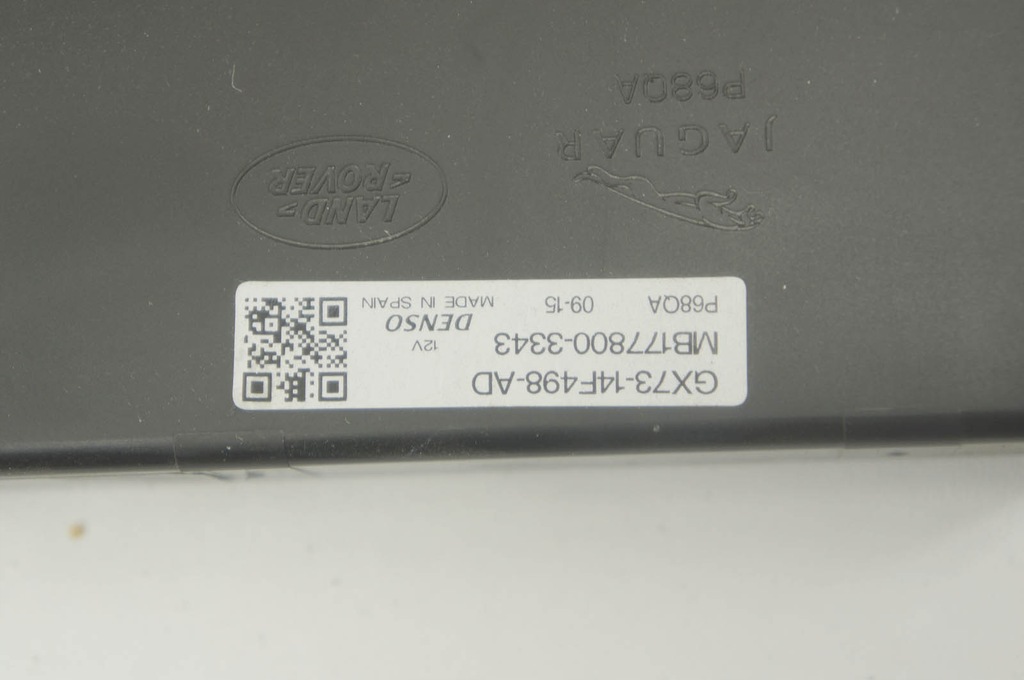 GX73-14F498-AD
MB177800-3343
12V
DENSO
P68QA 09-15 MADE IN SPAIN
JAGUAR
P68QA
LAND
ROVER